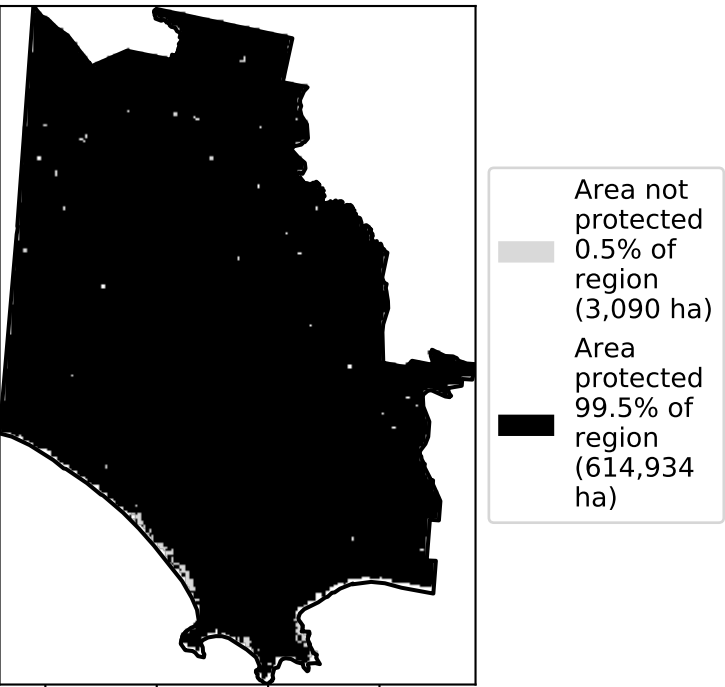 Area not
protected
0.5% of
region
(3,090 ha)
Area
protected
99.5% of
region
(614,934
ha)